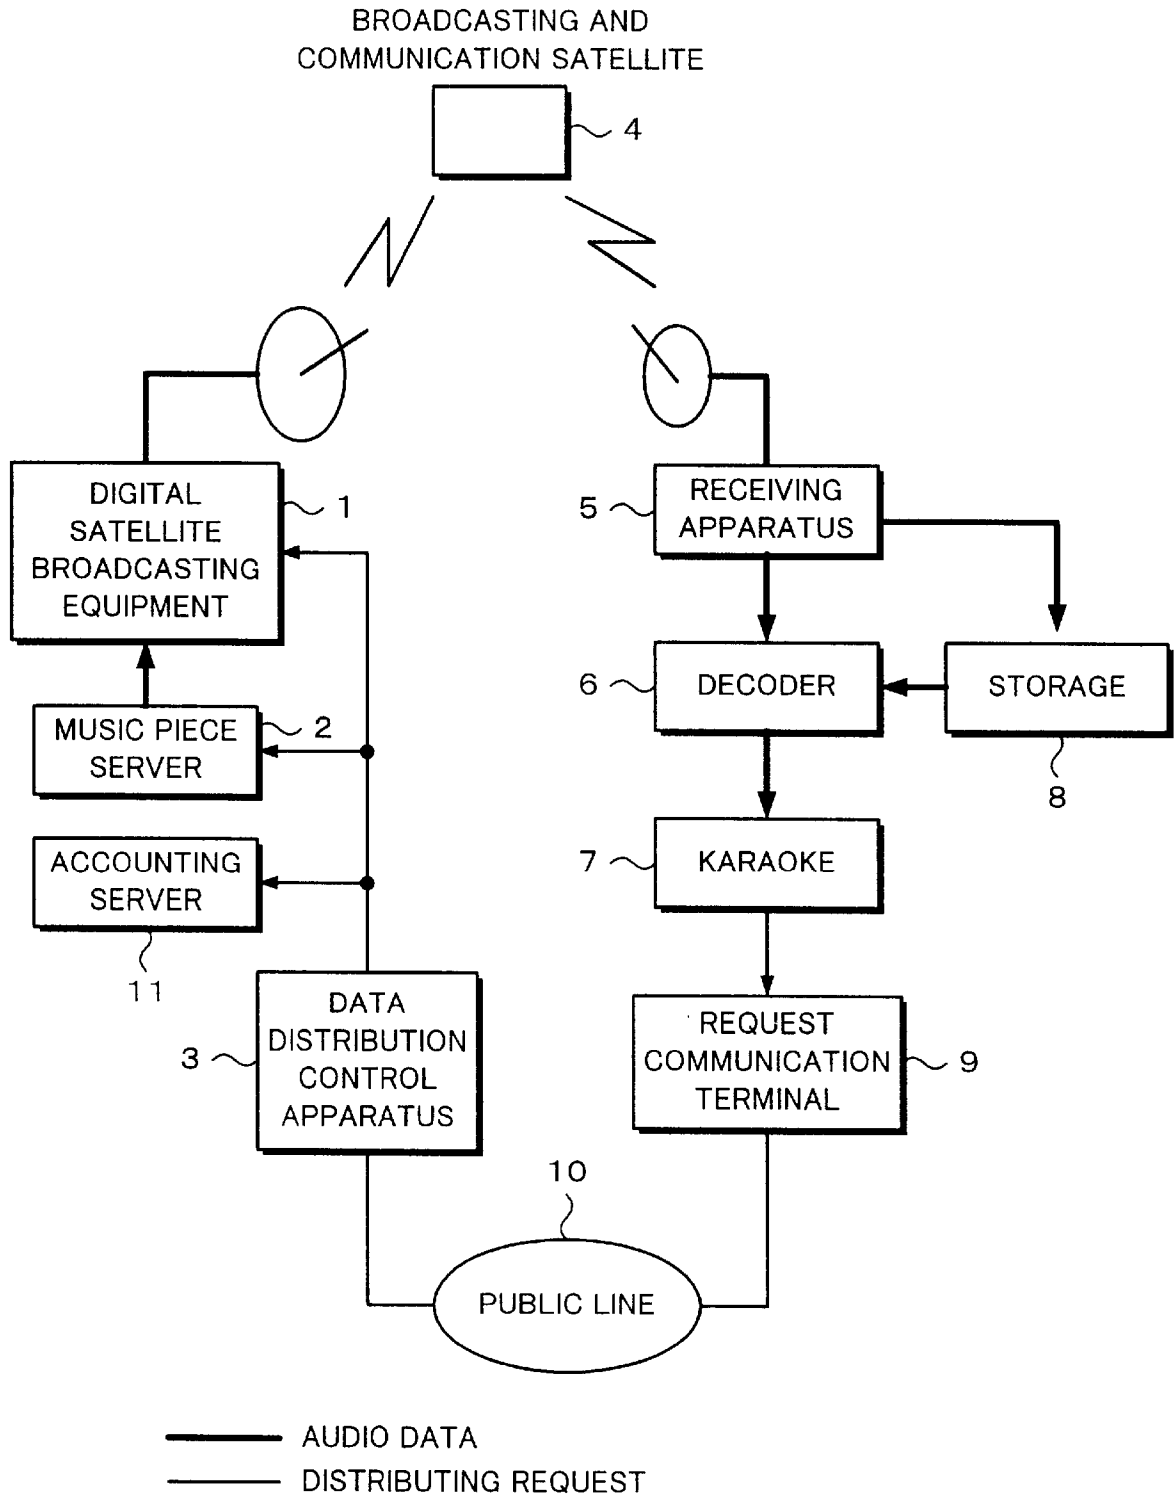 BROADCASTING AND
COMMUNICATION SATELLITE
4
DIGITAL
SATELLITE
BROADCASTING
EQUIPMENT
1
RECEIVING
APPARATUS
5
MUSIC PIECE
SERVER
2
DECODER
6
STORAGE
8
ACCOUNTING
SERVER
11
KARAOKE
7
DATA
DISTRIBUTION
CONTROL
APPARATUS
3
REQUEST
COMMUNICATION
TERMINAL
9
10
PUBLIC LINE
AUDIO DATA
DISTRIBUTING REQUEST